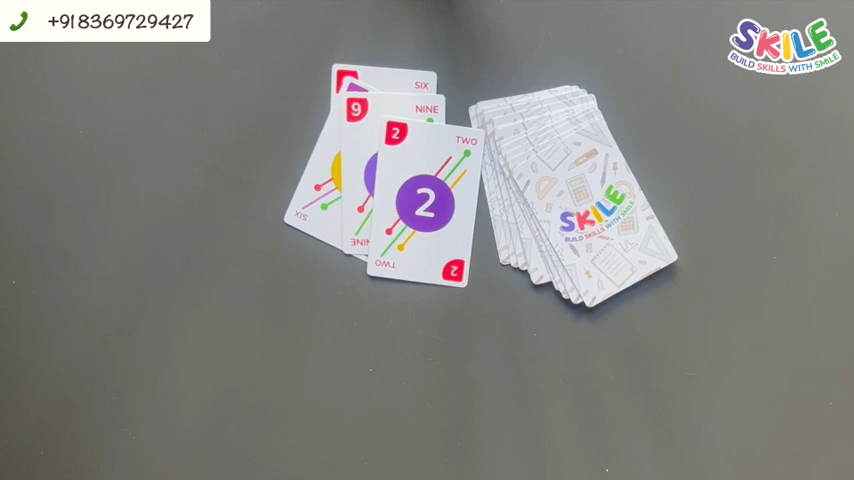 +918369729427
SKILE
BUILD SKILLS WITH SMILE
SIX
9
NINE
2
TWO
2
SIX
NINE
TWO
2
SKILE
BUILD SKILLS WITH SMILE